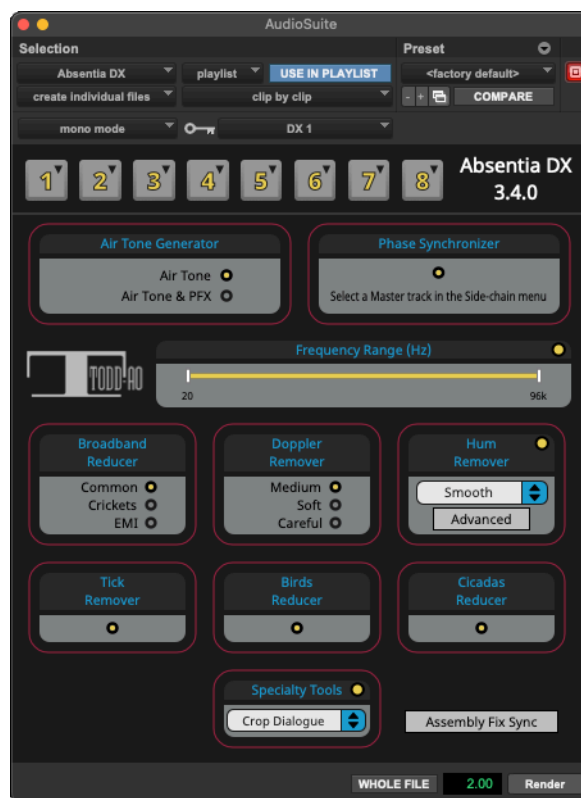 AudioSuite
Selection
Preset
Absentia DX
playlist
USE IN PLAYLIST
<factory default>
create individual files
clip by clip
- +
COMPARE
mono mode
DX 1
1 2 3 4 5 6 7 8
Absentia DX
3.4.0
Air Tone Generator
Air Tone
Air Tone & PFX
Phase Synchronizer
Select a Master track in the Side-chain menu
TODD-AO
Frequency Range (Hz)
20
96k
Broadband
Reducer
Common
Crickets
EMI
Doppler
Remover
Medium
Soft
Careful
Hum
Remover
Smooth
Advanced
Tick
Remover
Birds
Reducer
Cicadas
Reducer
Specialty Tools
Crop Dialogue
Assembly Fix Sync
WHOLE FILE
2.00
Render